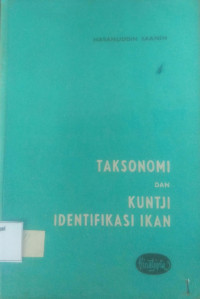 TAKSONOMI
DAN
KUNTJI
IDENTIFIKASI IKAN